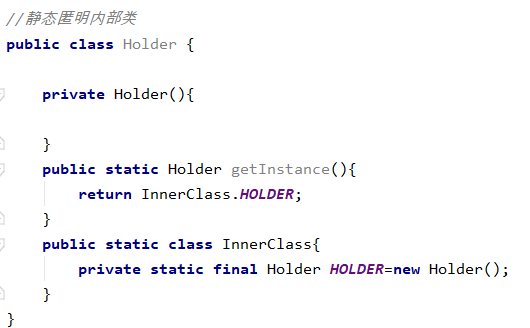 //静态匿明内部类
public class Holder {
private Holder(){
}
public static Holder getInstance(){
return InnerClass.HOLDER;
}
public static class InnerClass{
private static final Holder HOLDER=new Holder();
}
}